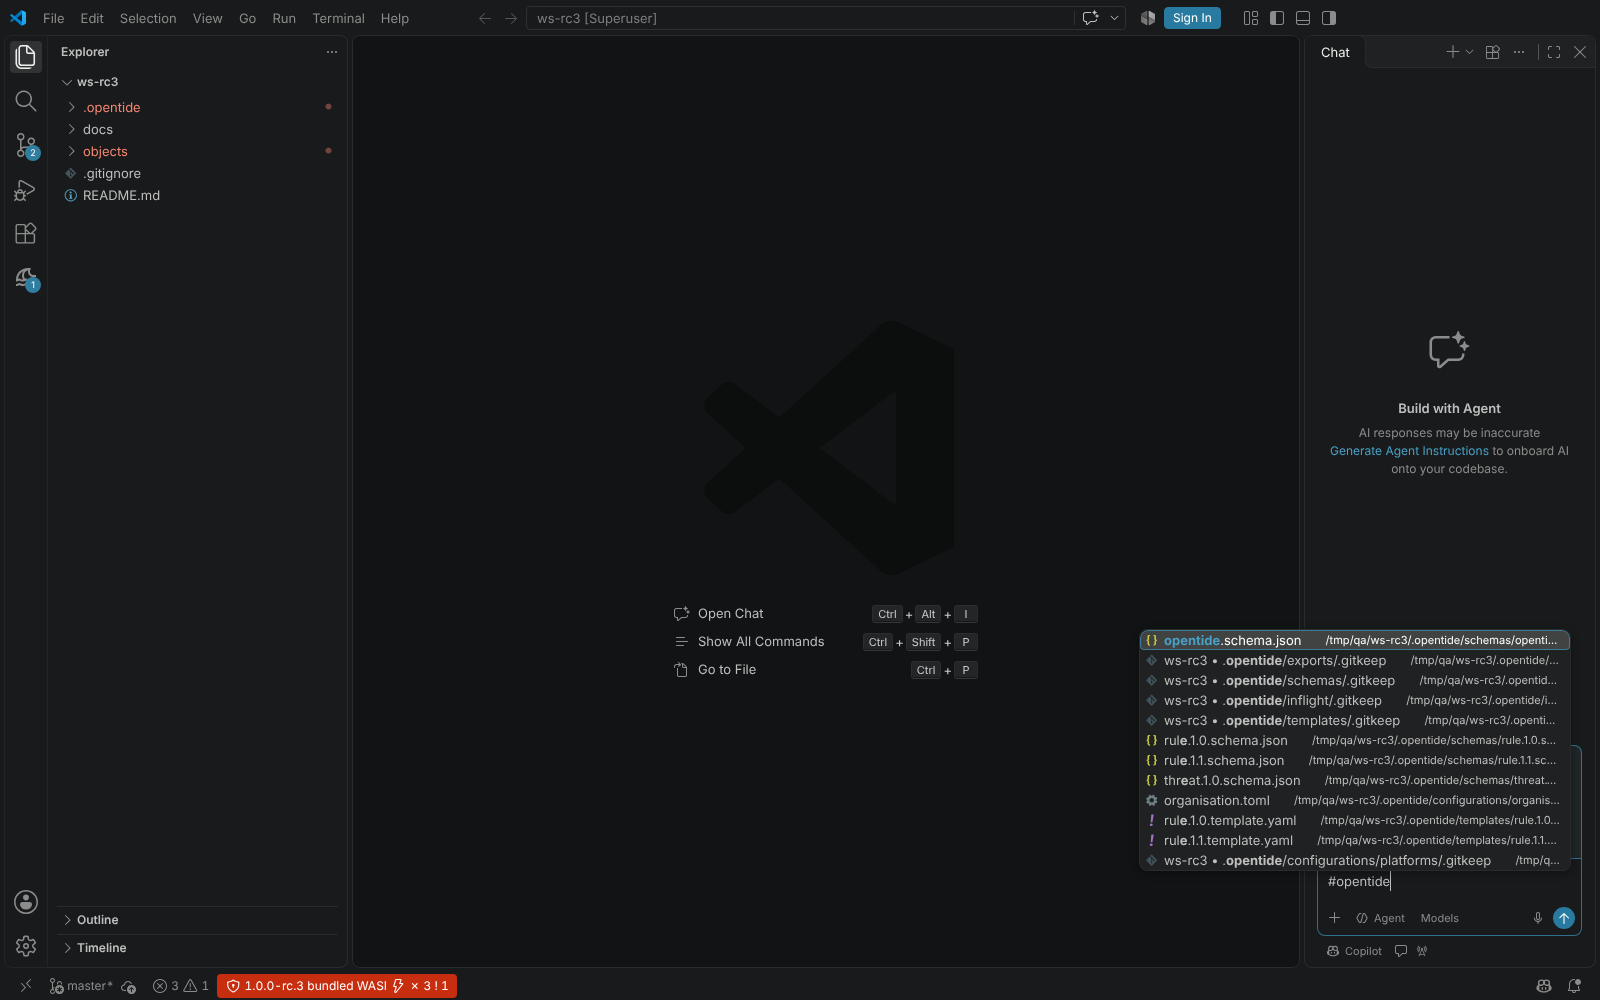 File Edit Selection View Go Run Terminal Help
ws-rc3 [Superuser]
Sign In
Explorer
ws-rc3
.opentide
docs
objects
.gitignore
README.md
2
1
Outline
Timeline
Open Chat Ctrl + Alt + I
Show All Commands Ctrl + Shift + P
Go to File Ctrl + P
Chat
Build with Agent
AI responses may be inaccurate
Generate Agent Instructions to onboard AI
onto your codebase.
opentide.schema.json /tmp/qa/ws-rc3/.opentide/schemas/openti...
ws-rc3 • .opentide/exports/.gitkeep /tmp/qa/ws-rc3/.opentide/...
ws-rc3 • .opentide/schemas/.gitkeep /tmp/qa/ws-rc3/.opentid...
ws-rc3 • .opentide/inflight/.gitkeep /tmp/qa/ws-rc3/.opentide/i...
ws-rc3 • .opentide/templates/.gitkeep /tmp/qa/ws-rc3/.openti...
rule.1.0.schema.json /tmp/qa/ws-rc3/.opentide/schemas/rule.1.0.s...
rule.1.1.schema.json /tmp/qa/ws-rc3/.opentide/schemas/rule.1.1.sc...
threat.1.0.schema.json /tmp/qa/ws-rc3/.opentide/schemas/threat....
organisation.toml /tmp/qa/ws-rc3/.opentide/configurations/organis...
rule.1.0.template.yaml /tmp/qa/ws-rc3/.opentide/templates/rule.1.0...
rule.1.1.template.yaml /tmp/qa/ws-rc3/.opentide/templates/rule.1.1....
ws-rc3 • .opentide/configurations/platforms/.gitkeep /tmp/q...
#opentide
Agent Models
Copilot
master* 3 1 1.0.0-rc.3 bundled WASI × 3 ! 1